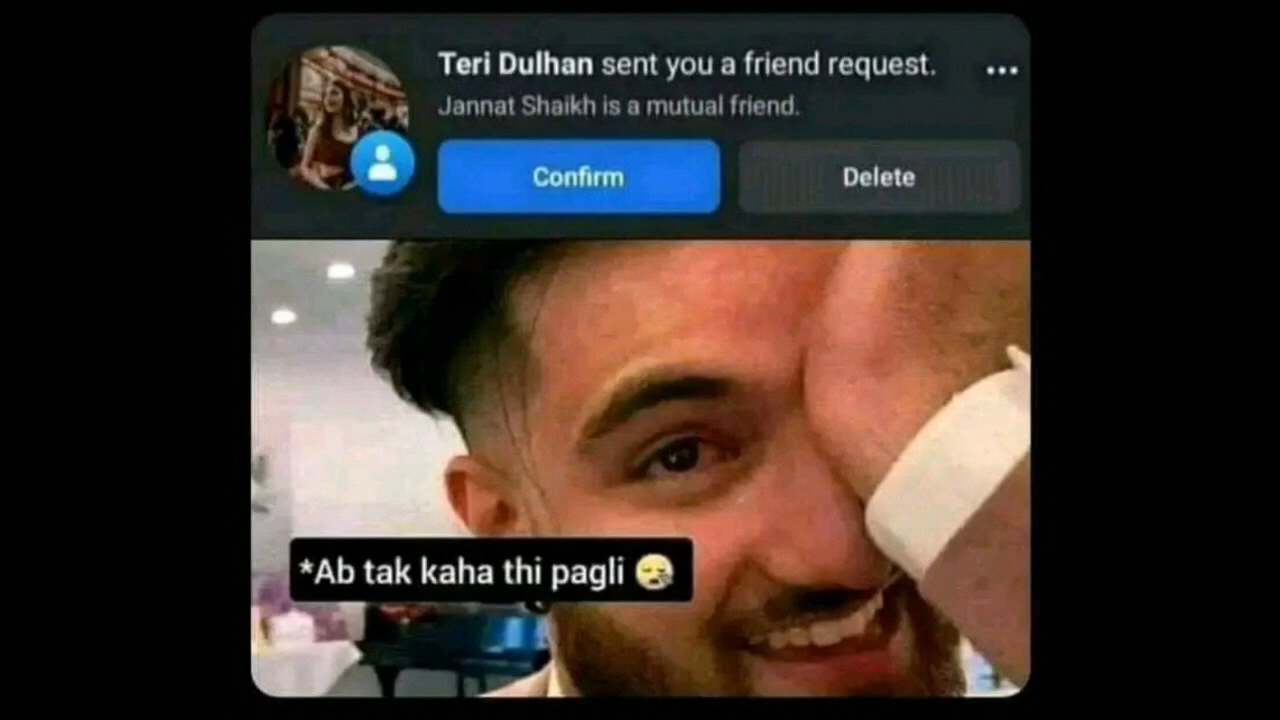 Teri Dulhan sent you a friend request.
Jannat Shaikh is a mutual friend.
Confirm
Delete
*Ab tak kaha thi pagli 😪